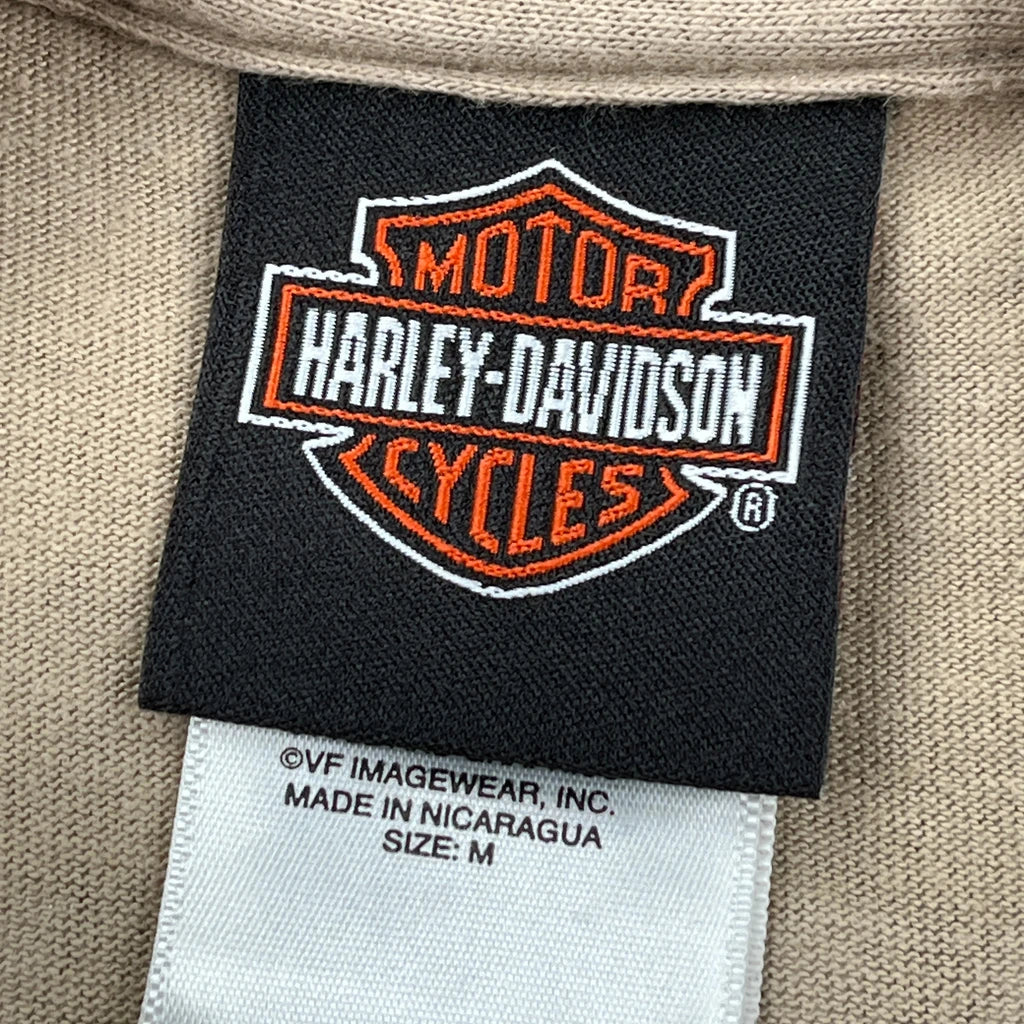 MOTOR
HARLEY-DAVIDSON
CYCLES
®
©VF IMAGEWEAR, INC.
MADE IN NICARAGUA
SIZE: M